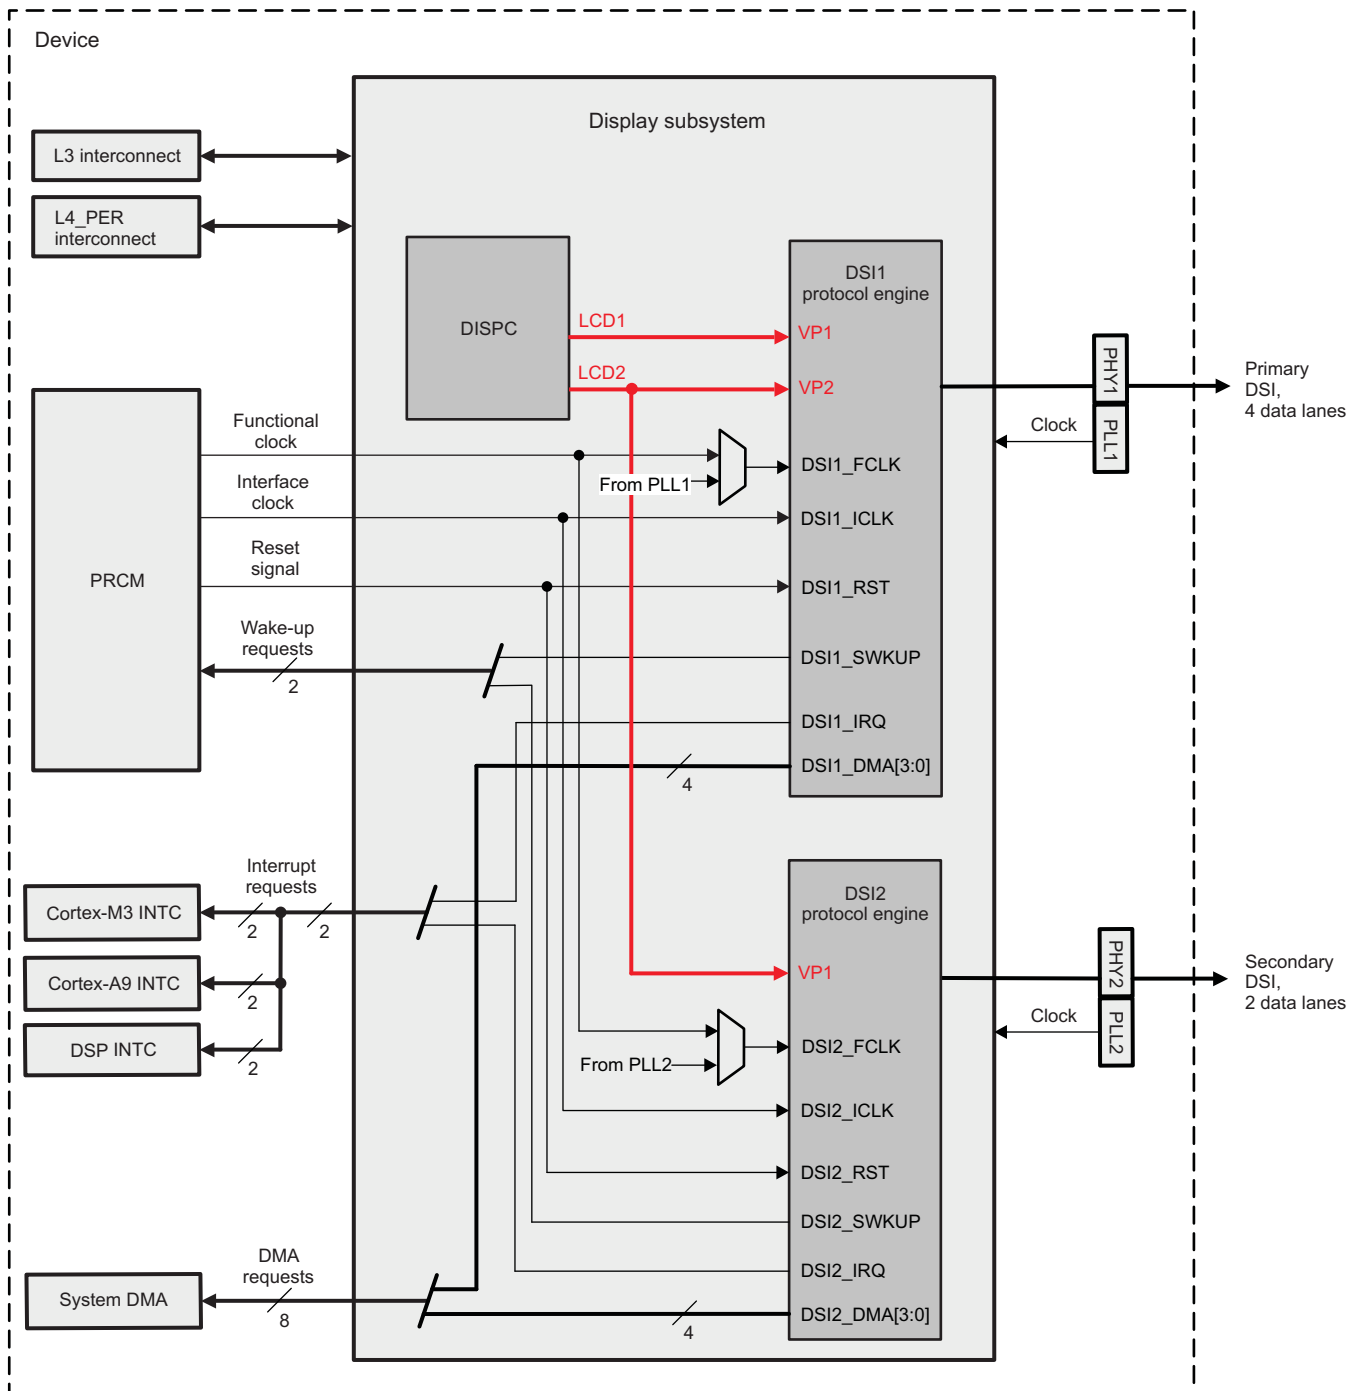 Device
Display subsystem
L3 interconnect
L4_PER
interconnect
DISPC
LCD1
LCD2
DSI1
protocol engine
VP1
VP2
DSI1_FCLK
DSI1_ICLK
DSI1_RST
DSI1_SWKUP
DSI1_IRQ
DSI1_DMA[3:0]
From PLL1
4
PHY1
PLL1
Clock
Primary
DSI,
4 data lanes
PRCM
Functional
clock
Interface
clock
Reset
signal
Wake-up
requests
2
Interrupt
requests
Cortex-M3 INTC
2
2
Cortex-A9 INTC
2
DSP INTC
2
DSI2
protocol engine
VP1
DSI2_FCLK
DSI2_ICLK
DSI2_RST
DSI2_SWKUP
DSI2_IRQ
DSI2_DMA[3:0]
From PLL2
4
PHY2
PLL2
Clock
Secondary
DSI,
2 data lanes
DMA
requests
System DMA
8